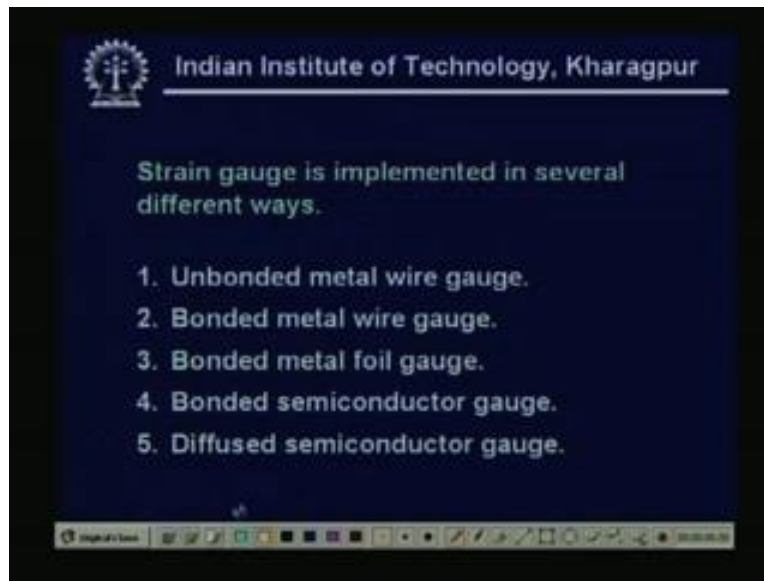 Indian Institute of Technology, Kharagpur
Strain gauge is implemented in several
different ways.
1. Unbonded metal wire gauge.
2. Bonded metal wire gauge.
3. Bonded metal foil gauge.
4. Bonded semiconductor gauge.
5. Diffused semiconductor gauge.